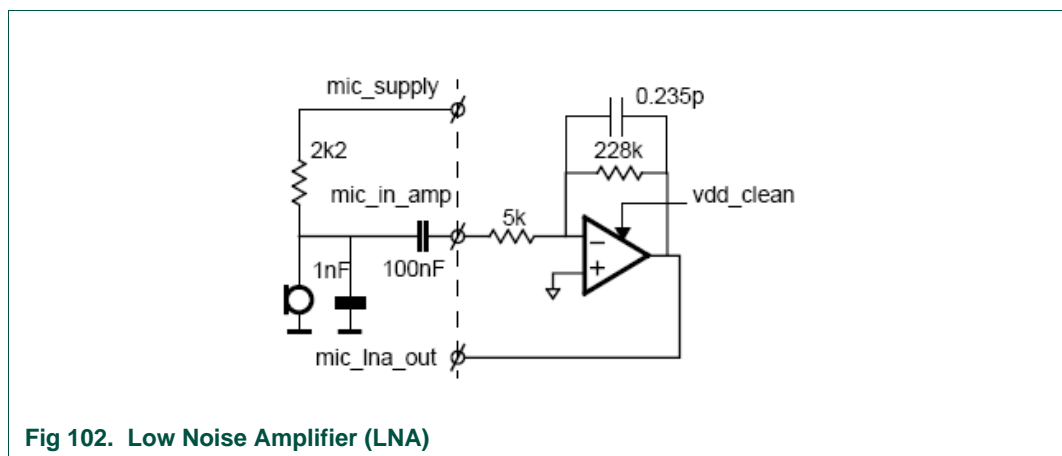 mic_supply
0.235p
2k2
228k
mic_in_amp
vdd_clean
5k
−
+
1nF
100nF
mic_lna_out
Fig 102. Low Noise Amplifier (LNA)